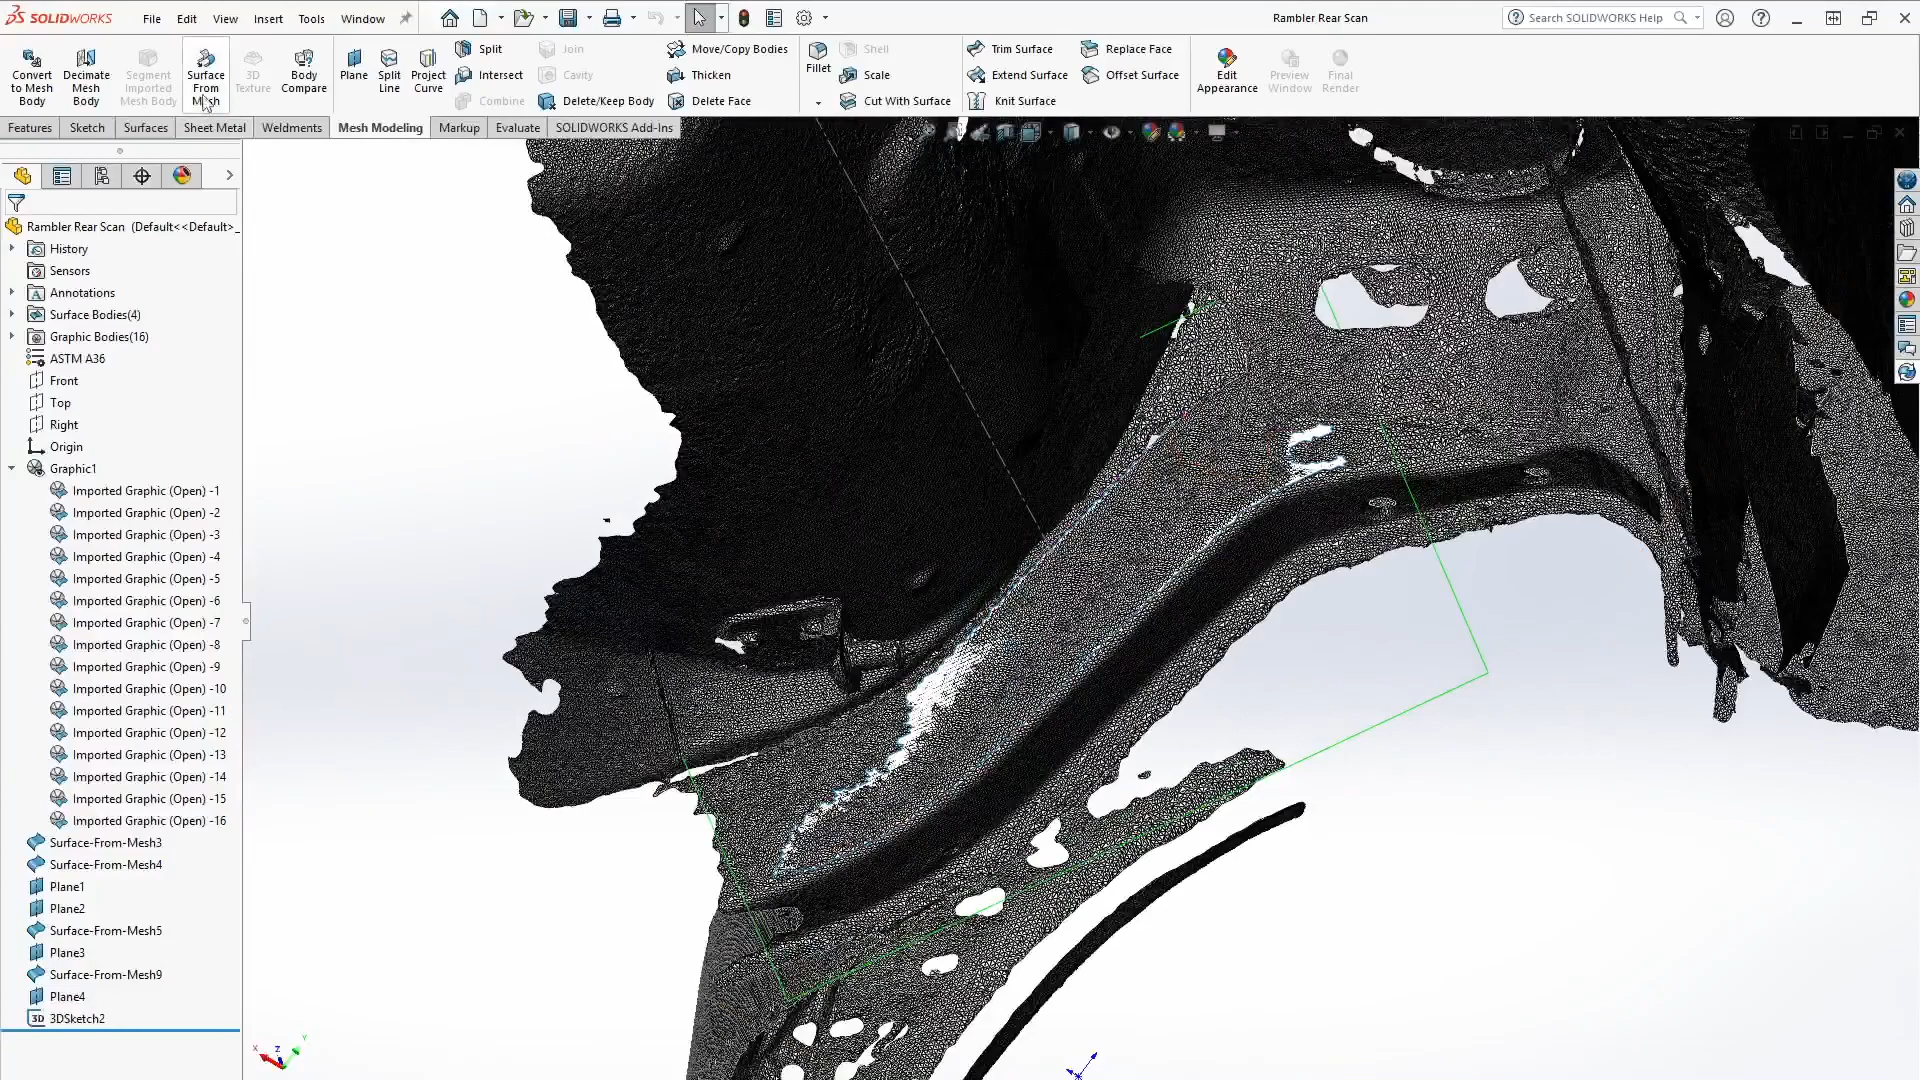 SOLIDWORKS
File
Edit
View
Insert
Tools
Window
Rambler Rear Scan
Search SOLIDWORKS Help
Convert to Mesh Body
Decimate Mesh Body
Segment Imported Mesh Body
Surface From Mesh
3D Texture
Body Compare
Plane
Split Line
Project Curve
Split
Intersect
Combine
Join
Cavity
Delete/Keep Body
Move/Copy Bodies
Thicken
Delete Face
Fillet
Shell
Scale
Cut With Surface
Trim Surface
Extend Surface
Knit Surface
Replace Face
Offset Surface
Edit Appearance
Preview Window
Final Render
Features
Sketch
Surfaces
Sheet Metal
Weldments
Mesh Modeling
Markup
Evaluate
SOLIDWORKS Add-Ins
Rambler Rear Scan (Default<<Default>_
History
Sensors
Annotations
Surface Bodies(4)
Graphic Bodies(16)
ASTM A36
Front
Top
Right
Origin
Graphic1
Imported Graphic (Open) -1
Imported Graphic (Open) -2
Imported Graphic (Open) -3
Imported Graphic (Open) -4
Imported Graphic (Open) -5
Imported Graphic (Open) -6
Imported Graphic (Open) -7
Imported Graphic (Open) -8
Imported Graphic (Open) -9
Imported Graphic (Open) -10
Imported Graphic (Open) -11
Imported Graphic (Open) -12
Imported Graphic (Open) -13
Imported Graphic (Open) -14
Imported Graphic (Open) -15
Imported Graphic (Open) -16
Surface-From-Mesh3
Surface-From-Mesh4
Plane1
Plane2
Surface-From-Mesh5
Plane3
Surface-From-Mesh9
Plane4
3D 3DSketch2
X Z Y